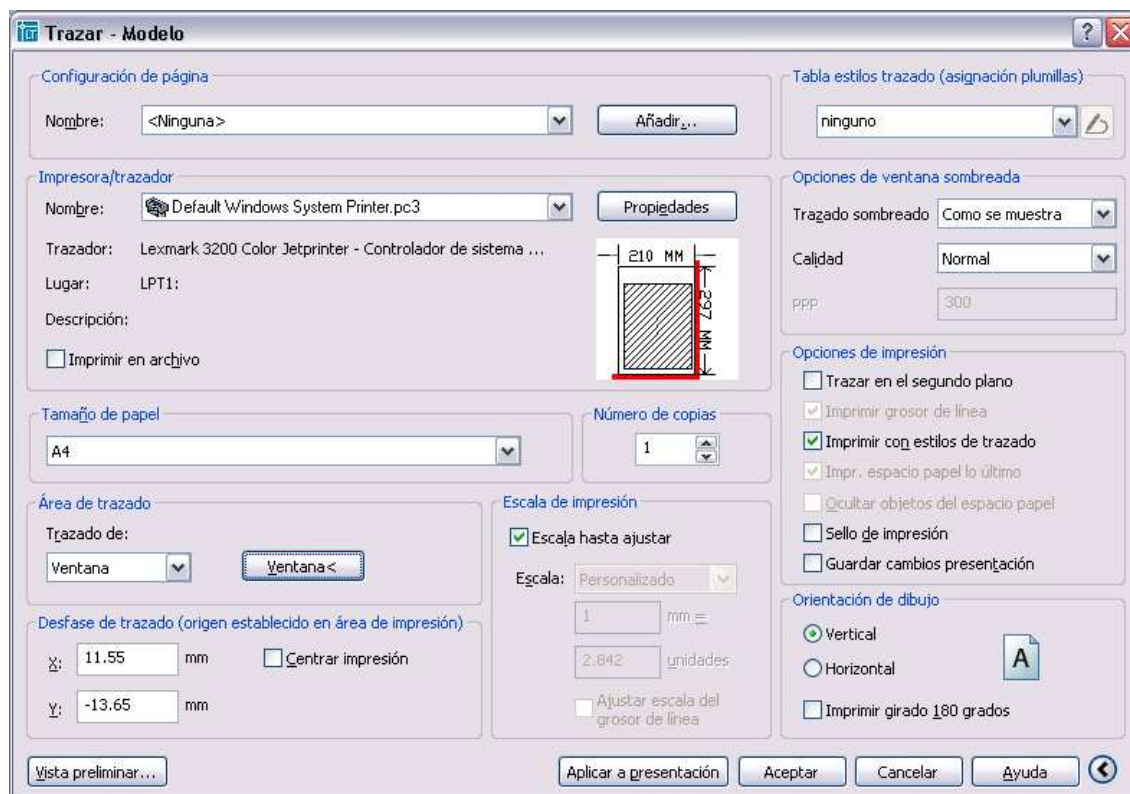 Trazar - Modelo
Configuración de página
Nombre: <Ninguna> Añadir...
Tabla estilos trazado (asignación plumillas)
ninguno
Impresora/trazador
Nombre: Default Windows System Printer.pc3 Propiedades
Trazador: Lexmark 3200 Color Jetprinter - Controlador de sistema ...
Lugar: LPT1:
Descripción:
Imprimir en archivo
210 MM
297 MM
Opciones de ventana sombreada
Trazado sombreado Como se muestra
Calidad Normal
PPP 300
Tamaño de papel
A4
Número de copias
1
Opciones de impresión
Trazar en el segundo plano
Imprimir grosor de línea
Imprimir con estilos de trazado
Impr. espacio papel lo último
Ocultar objetos del espacio papel
Sello de impresión
Guardar cambios presentación
Área de trazado
Trazado de:
Ventana Ventana<
Escala de impresión
Escala hasta ajustar
Escala: Personalizado
1 mm =
2.842 unidades
Ajustar escala del
grosor de línea
Desfase de trazado (origen establecido en área de impresión)
X: 11.55 mm Centrar impresión
Y: -13.65 mm
Orientación de dibujo
Vertical
Horizontal
A
Imprimir girado 180 grados
Vista preliminar... Aplicar a presentación Aceptar Cancelar Ayuda